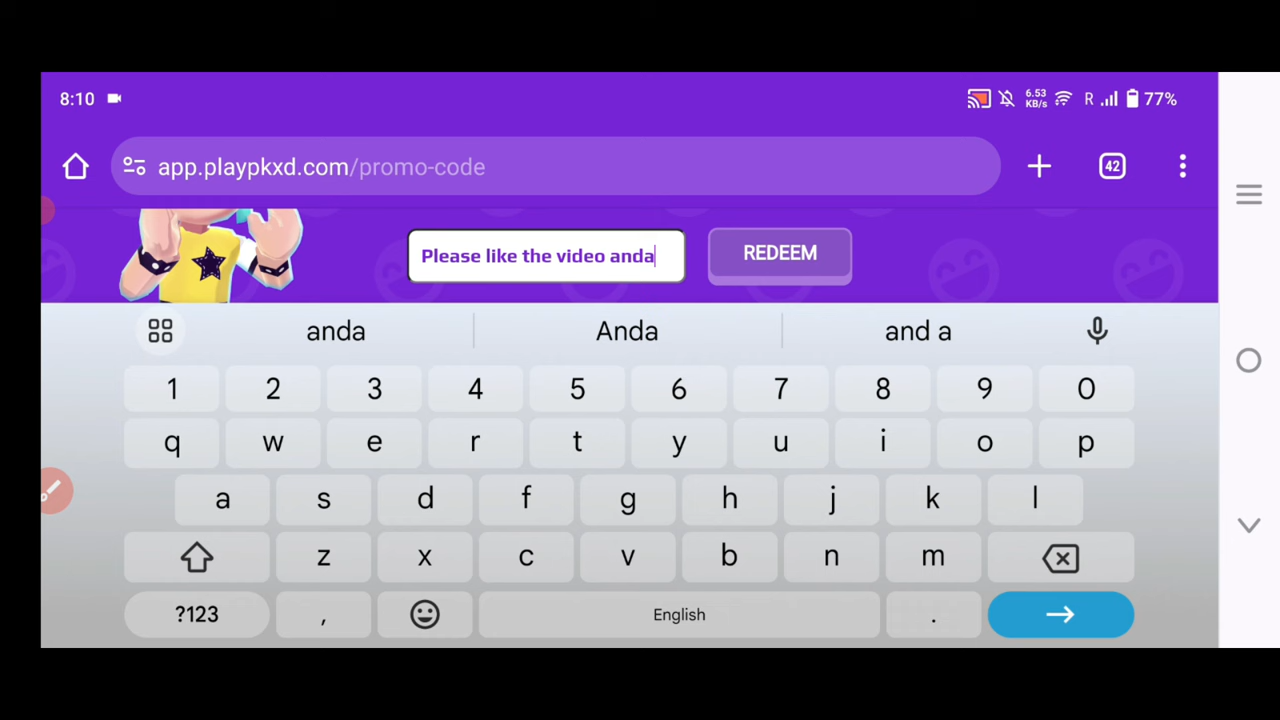 8:10 6.53 KB/s R 77%
app.playpkxd.com/promo-code 42
Please like the video anda REDEEM
anda Anda and a
1 2 3 4 5 6 7 8 9 0
q w e r t y u i o p
a s d f g h j k l
z x c v b n m
?123 , English .